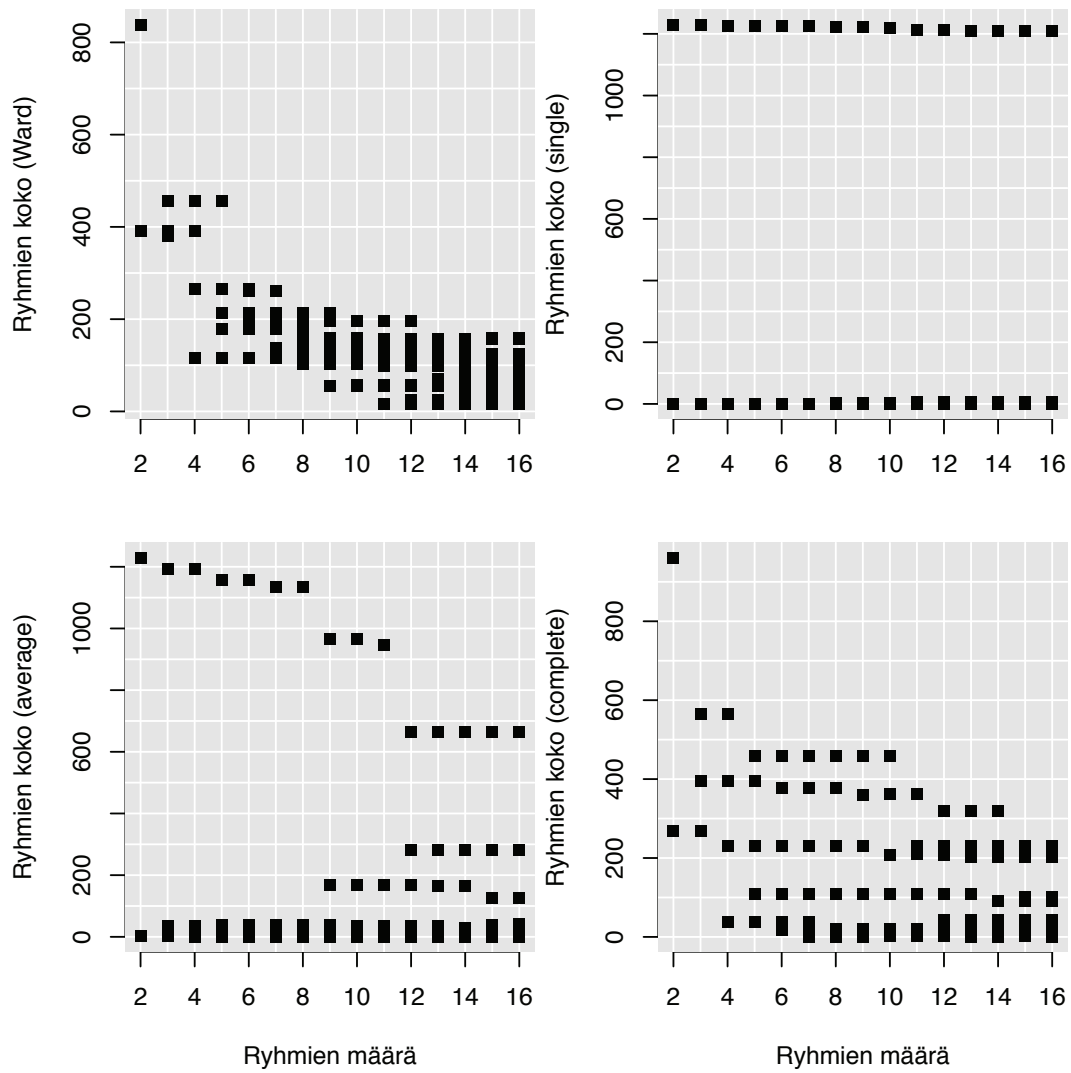 Ryhmien koko (Ward)
0 200 400 600 800
2 4 6 8 10 12 14 16
Ryhmien koko (single)
0 200 600 1000
2 4 6 8 10 12 14 16
Ryhmien koko (average)
0 200 600 1000
2 4 6 8 10 12 14 16
Ryhmien määrä
Ryhmien koko (complete)
0 200 400 600 800
2 4 6 8 10 12 14 16
Ryhmien määrä